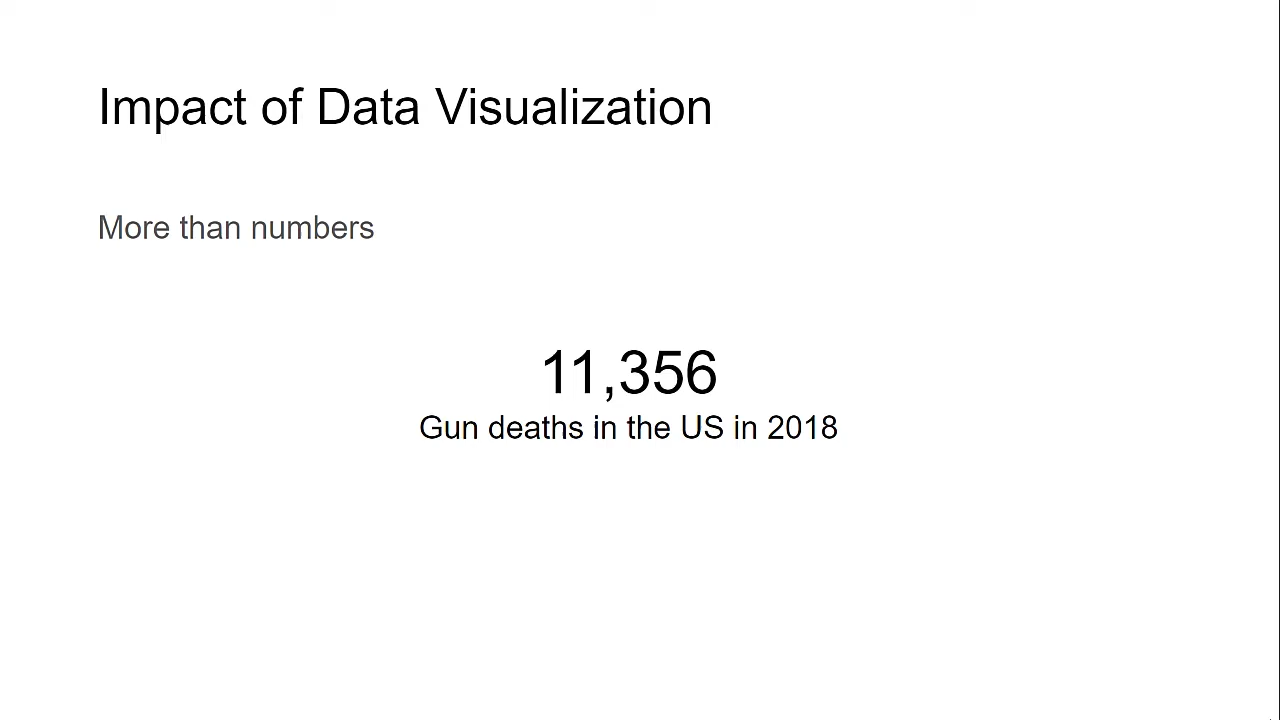 Impact of Data Visualization
More than numbers
11,356
Gun deaths in the US in 2018